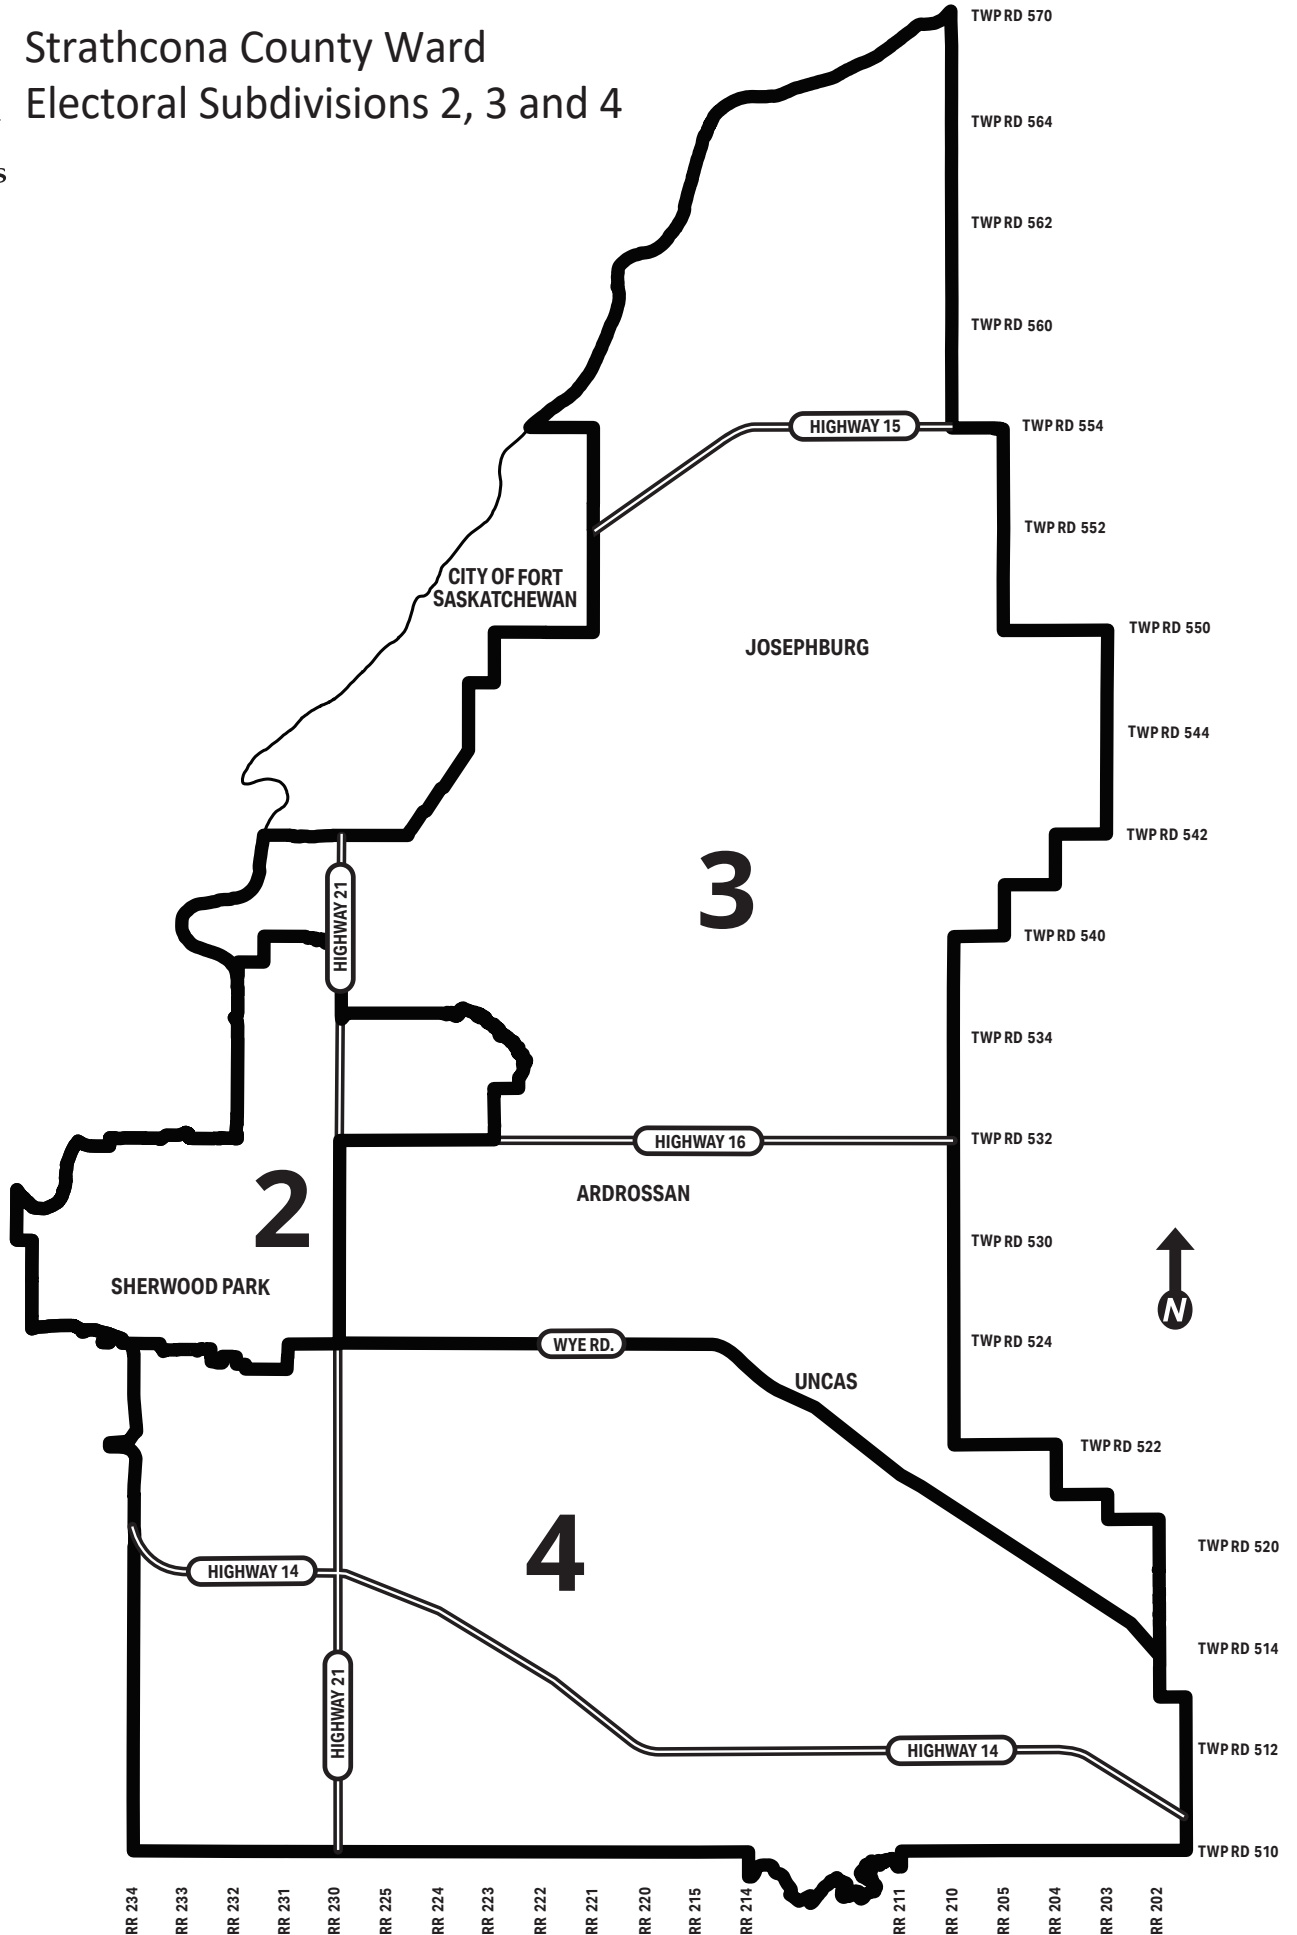 Strathcona County Ward
Electoral Subdivisions 2, 3 and 4
s
TWP RD 570
TWP RD 564
TWP RD 562
TWP RD 560
HIGHWAY 15
TWP RD 554
TWP RD 552
CITY OF FORT
SASKATCHEWAN
JOSEPHBURG
TWP RD 550
TWP RD 544
TWP RD 542
3
HIGHWAY 21
TWP RD 540
TWP RD 534
HIGHWAY 16
TWP RD 532
2
ARDROSSAN
TWP RD 530
SHERWOOD PARK
N
WYE RD.
TWP RD 524
UNCAS
TWP RD 522
4
TWP RD 520
HIGHWAY 14
TWP RD 514
HIGHWAY 21
HIGHWAY 14
TWP RD 512
TWP RD 510
RR 234
RR 233
RR 232
RR 231
RR 230
RR 225
RR 224
RR 223
RR 222
RR 221
RR 220
RR 215
RR 214
RR 211
RR 210
RR 205
RR 204
RR 203
RR 202